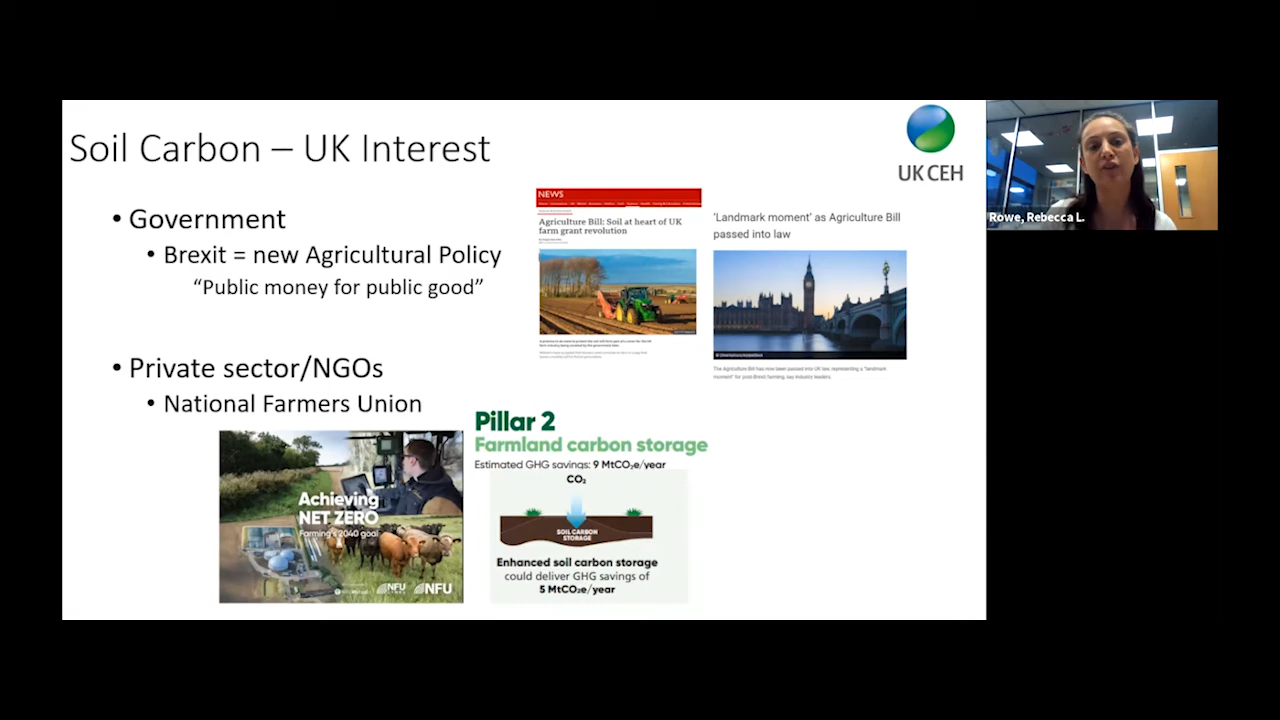 Soil Carbon – UK Interest
UK CEH
• Government
• Brexit = new Agricultural Policy
“Public money for public good”
• Private sector/NGOs
• National Farmers Union
NEWS
Agriculture Bill: Soil at heart of UK
farm grant revolution
'Landmark moment' as Agriculture Bill
passed into law
The Agriculture Bill has now been passed into UK law, representing a "landmark
moment" for post-Brexit farming, say industry leaders.
Achieving
NET ZERO
Farming's 2040 goal
NFU
NFU
Pillar 2
Farmland carbon storage
Estimated GHG savings: 9 MtCO₂e/year
CO₂
SOIL CARBON
STORAGE
Enhanced soil carbon storage
could deliver GHG savings of
5 MtCO₂e/year
Rowe, Rebecca L.